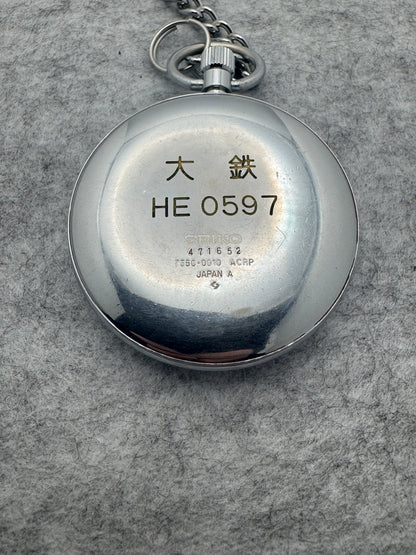 大 鉄
HE 0597
SEIKO
471652
7550-0010 ACRP
JAPAN A